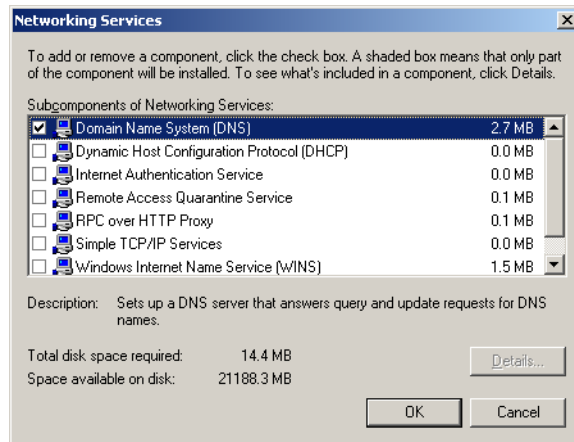 Networking Services
To add or remove a component, click the check box. A shaded box means that only part
of the component will be installed. To see what's included in a component, click Details.
Subcomponents of Networking Services:
Domain Name System (DNS) 2.7 MB
Dynamic Host Configuration Protocol (DHCP) 0.0 MB
Internet Authentication Service 0.0 MB
Remote Access Quarantine Service 0.1 MB
RPC over HTTP Proxy 0.1 MB
Simple TCP/IP Services 0.0 MB
Windows Internet Name Service (WINS) 1.5 MB
Description: Sets up a DNS server that answers query and update requests for DNS
names.
Total disk space required: 14.4 MB
Details...
Space available on disk: 21188.3 MB
OK Cancel